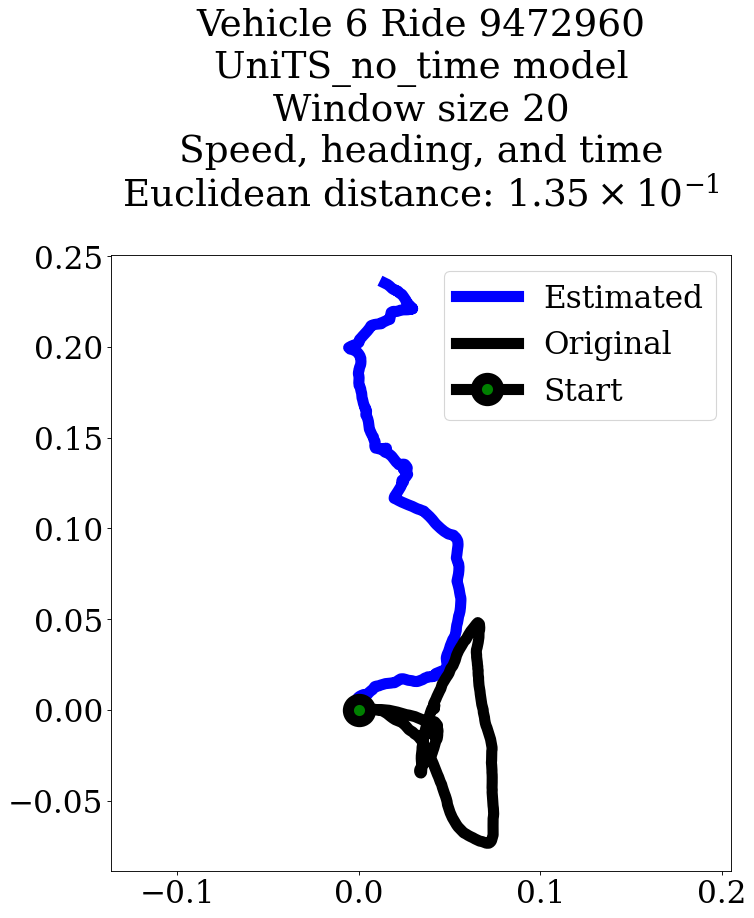 Vehicle 6 Ride 9472960
UniTS_no_time model
Window size 20
Speed, heading, and time
Euclidean distance: 1.35 × 10⁻¹
0.25
0.20
0.15
0.10
0.05
0.00
−0.05
Estimated
Original
Start
−0.1
0.0
0.1
0.2